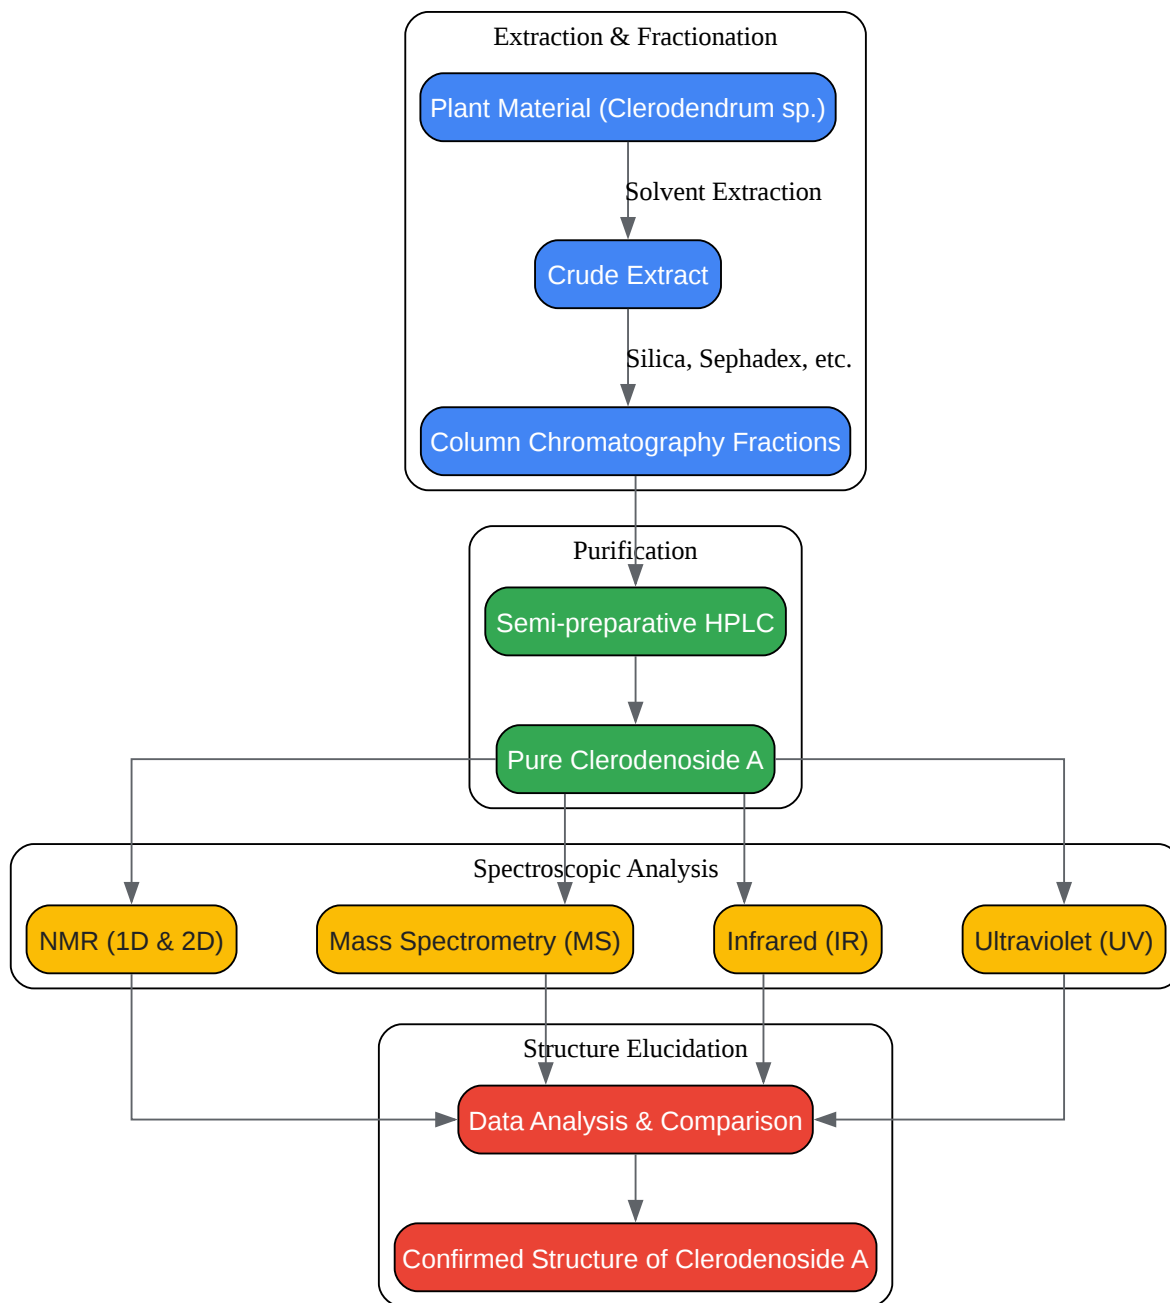 Extraction & Fractionation
Plant Material (Clerodendrum sp.)
Solvent Extraction
Crude Extract
Silica, Sephadex, etc.
Column Chromatography Fractions
Purification
Semi-preparative HPLC
Pure Clerodenoside A
Spectroscopic Analysis
NMR (1D & 2D)
Mass Spectrometry (MS)
Infrared (IR)
Ultraviolet (UV)
Structure Elucidation
Data Analysis & Comparison
Confirmed Structure of Clerodenoside A